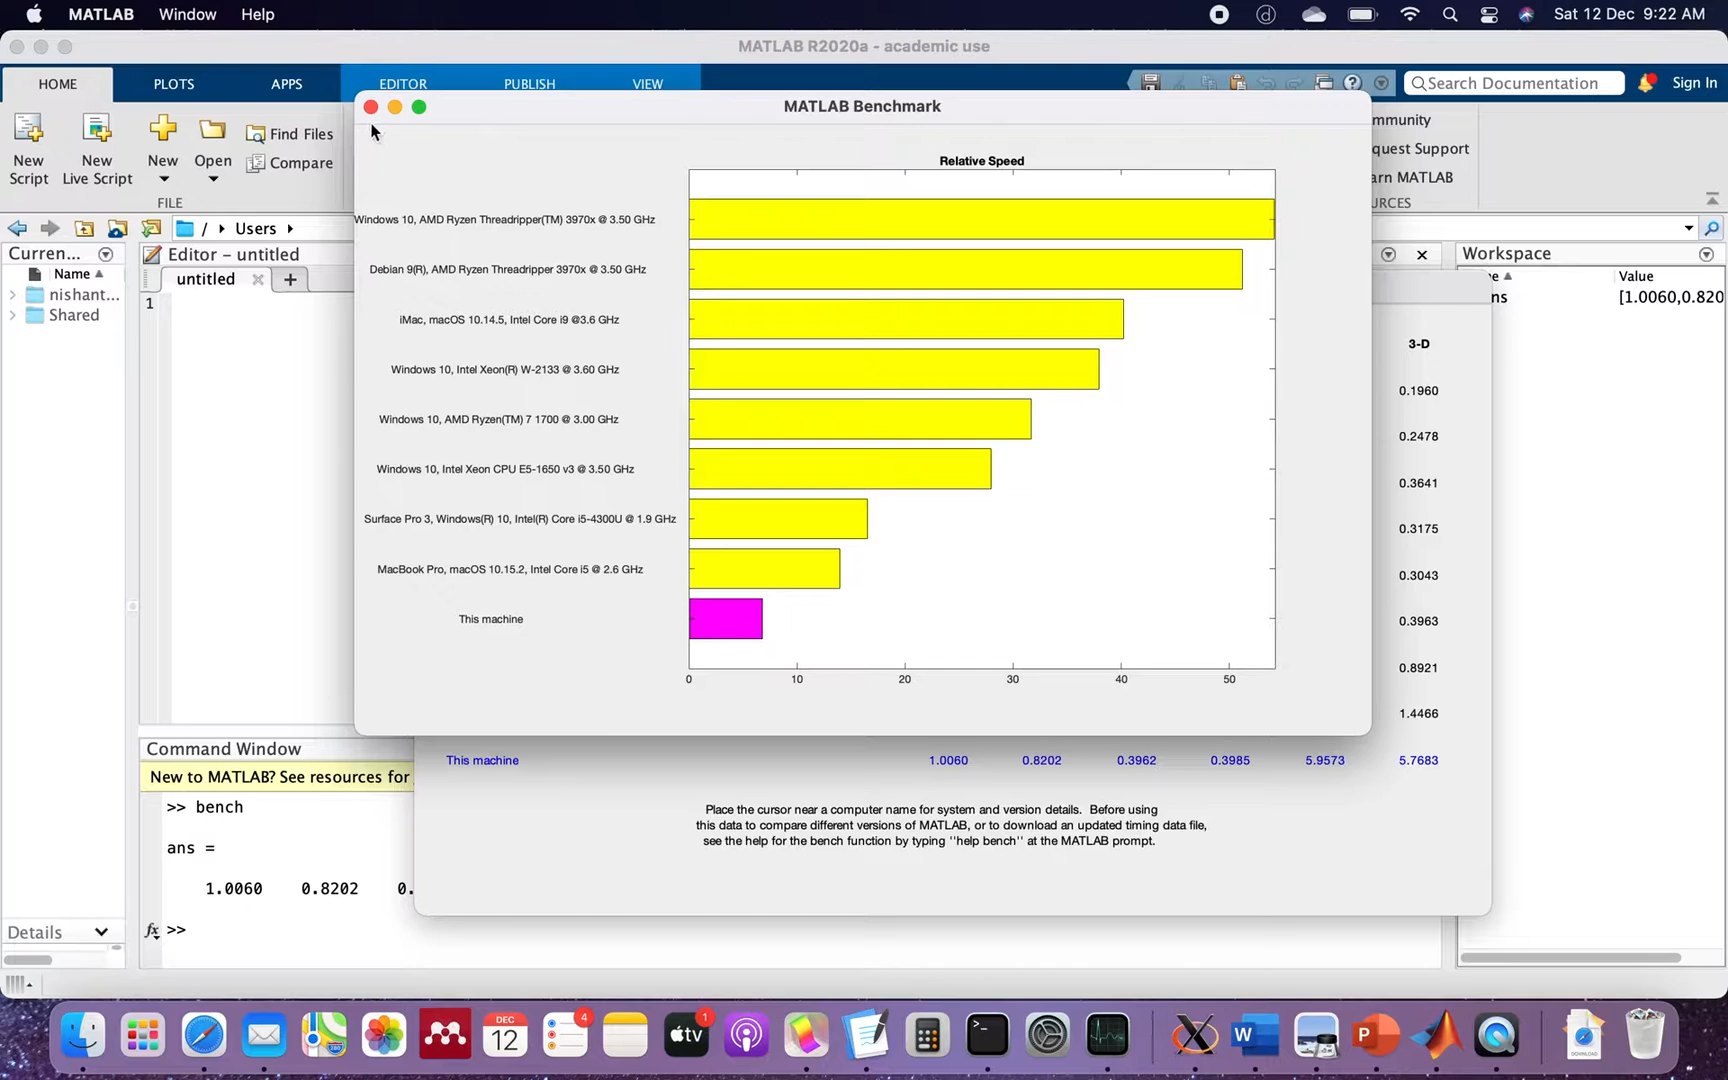 MATLAB Window Help
Sat 12 Dec 9:22 AM
MATLAB R2020a - academic use
HOME PLOTS APPS EDITOR PUBLISH VIEW
Search Documentation
Sign In
New Script
New Live Script
New
Open
Find Files
Compare
FILE
mmunity
quest Support
arn MATLAB
URCES
/ ▸ Users ▸
Curren...
Name
nishant...
Shared
Details
Editor - untitled
untitled
1
MATLAB Benchmark
Relative Speed
Windows 10, AMD Ryzen Threadripper(TM) 3970x @ 3.50 GHz
Debian 9(R), AMD Ryzen Threadripper 3970x @ 3.50 GHz
iMac, macOS 10.14.5, Intel Core i9 @3.6 GHz
Windows 10, Intel Xeon(R) W-2133 @ 3.60 GHz
Windows 10, AMD Ryzen(TM) 7 1700 @ 3.00 GHz
Windows 10, Intel Xeon CPU E5-1650 v3 @ 3.50 GHz
Surface Pro 3, Windows(R) 10, Intel(R) Core i5-4300U @ 1.9 GHz
MacBook Pro, macOS 10.15.2, Intel Core i5 @ 2.6 GHz
This machine
0 10 20 30 40 50
3-D
0.1960
0.2478
0.3641
0.3175
0.3043
0.3963
0.8921
1.4466
This machine 1.0060 0.8202 0.3962 0.3985 5.9573 5.7683
Place the cursor near a computer name for system and version details. Before using
this data to compare different versions of MATLAB, or to download an updated timing data file,
see the help for the bench function by typing ''help bench'' at the MATLAB prompt.
Workspace
Value
ns [1.0060,0.820
Command Window
New to MATLAB? See resources for
>> bench
ans =
1.0060 0.8202 0.
fx >>
DEC
12
4
1
tv
W
P
DOWNLOAD